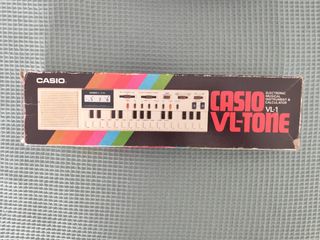 CASIO
CASIO
VL-TONE
ELECTRONIC
MUSICAL
INSTRUMENT &
CALCULATOR
VL-1